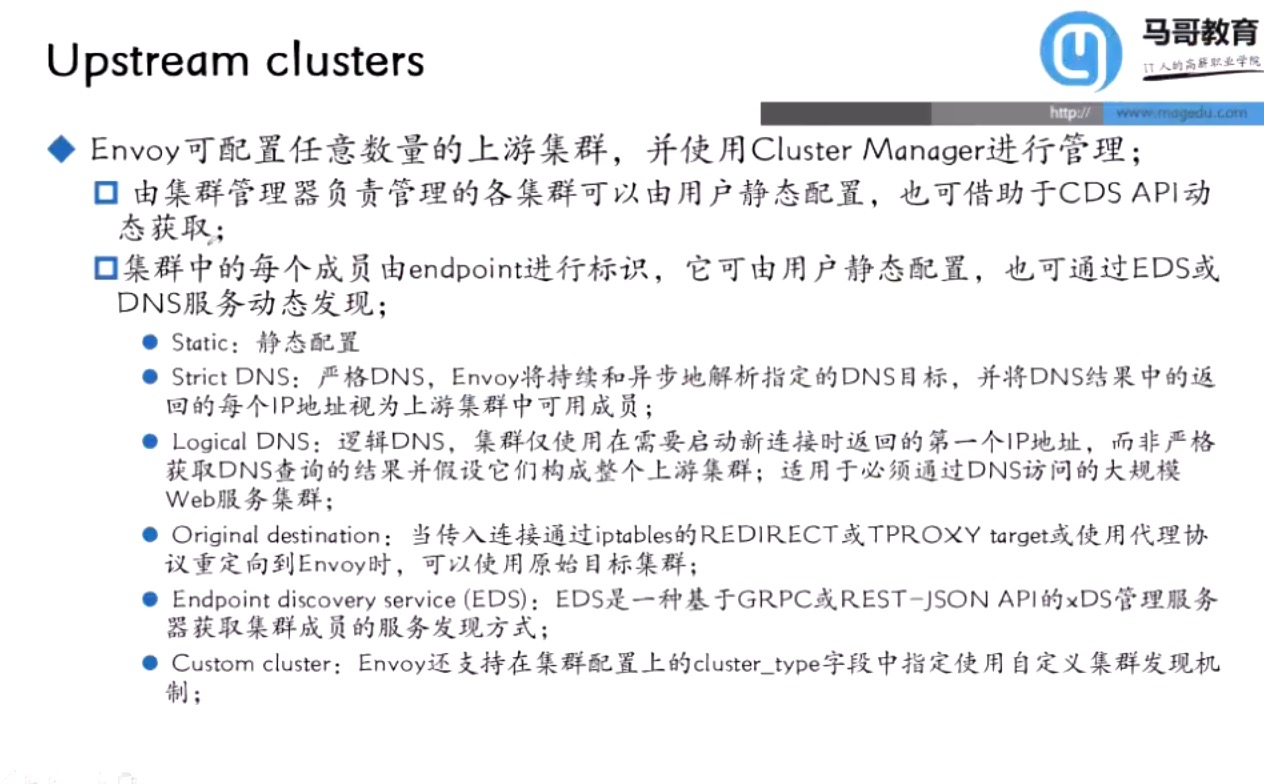 Upstream clusters
马哥教育
IT人的高薪职业学院
http://www.magedu.com
Envoy可配置任意数量的上游集群，并使用Cluster Manager进行管理；
由集群管理器负责管理的各集群可以由用户静态配置，也可借助于CDS API动
态获取；
集群中的每个成员由endpoint进行标识，它可由用户静态配置，也可通过EDS或
DNS服务动态发现；
Static：静态配置
Strict DNS：严格DNS，Envoy将持续和异步地解析指定的DNS目标，并将DNS结果中的返
回的每个IP地址视为上游集群中可用成员；
Logical DNS：逻辑DNS，集群仅使用在需要启动新连接时返回的第一个IP地址，而非严格
获取DNS查询的结果并假设它们构成整个上游集群；适用于必须通过DNS访问的大规模
Web服务集群；
Original destination：当传入连接通过iptables的REDIRECT或TPROXY target或使用代理协
议重定向到Envoy时，可以使用原始目标集群；
Endpoint discovery service (EDS)：EDS是一种基于GRPC或REST-JSON API的xDS管理服务
器获取集群成员的服务发现方式；
Custom cluster：Envoy还支持在集群配置上的cluster_type字段中指定使用自定义集群发现机
制；